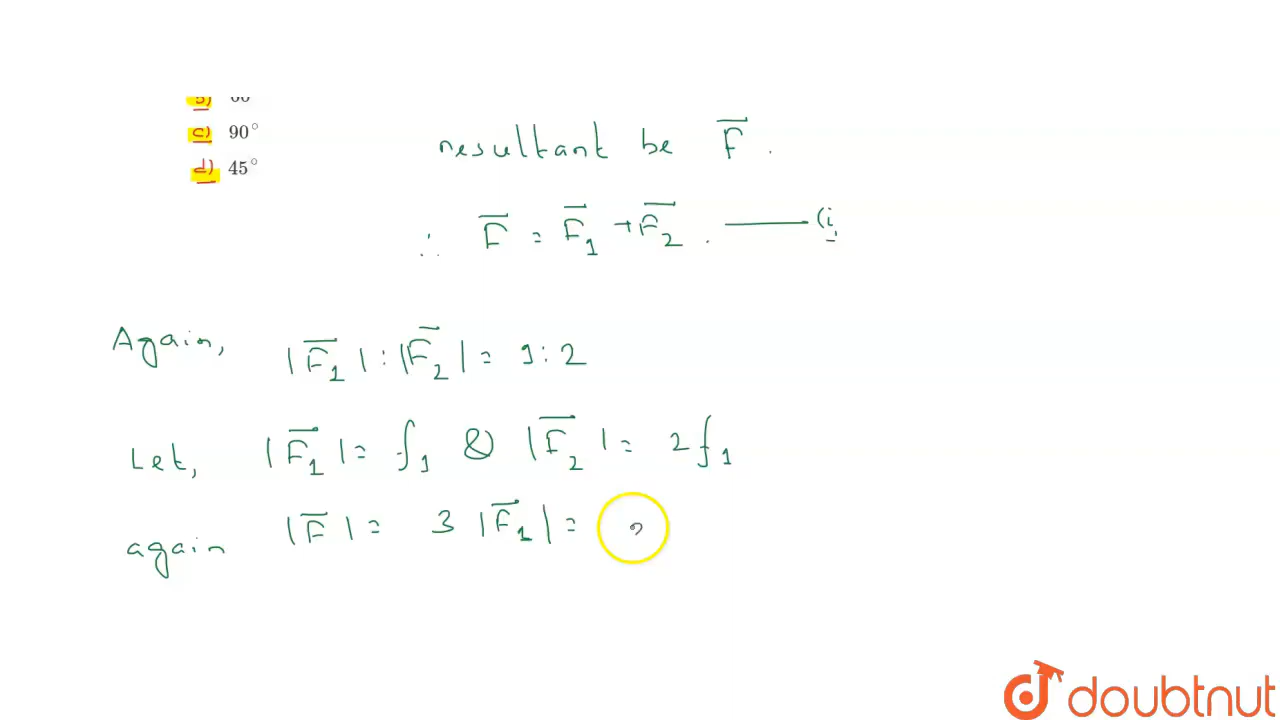 c) 90°
d) 45°
resultant be F̅ .
∴ F̅ = F̅₁ + F̅₂ . —— (i
Again, |F̅₁| : |F̅₂| = 1 : 2
Let, |F̅₁| = f₁ & |F̅₂| = 2f₁
again |F̅| = 3 |F̅₁| =
doubtnut